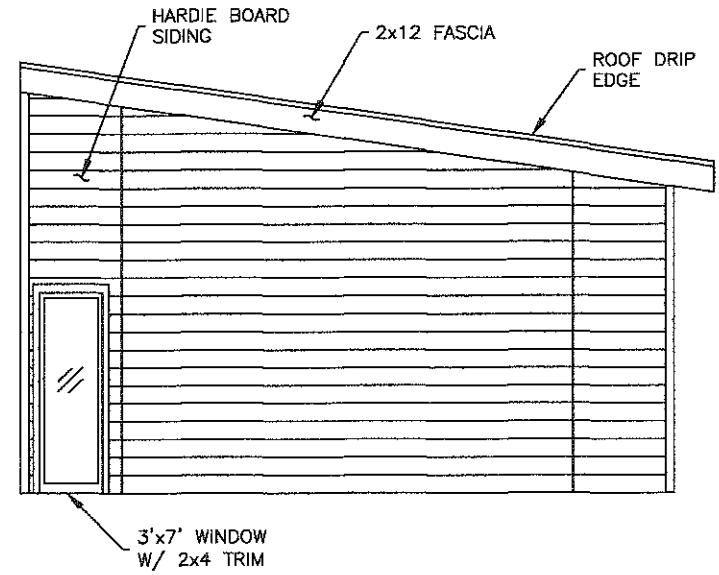 HARDIE BOARD
SIDING
2x12 FASCIA
ROOF DRIP
EDGE
3'x7' WINDOW
W/ 2x4 TRIM